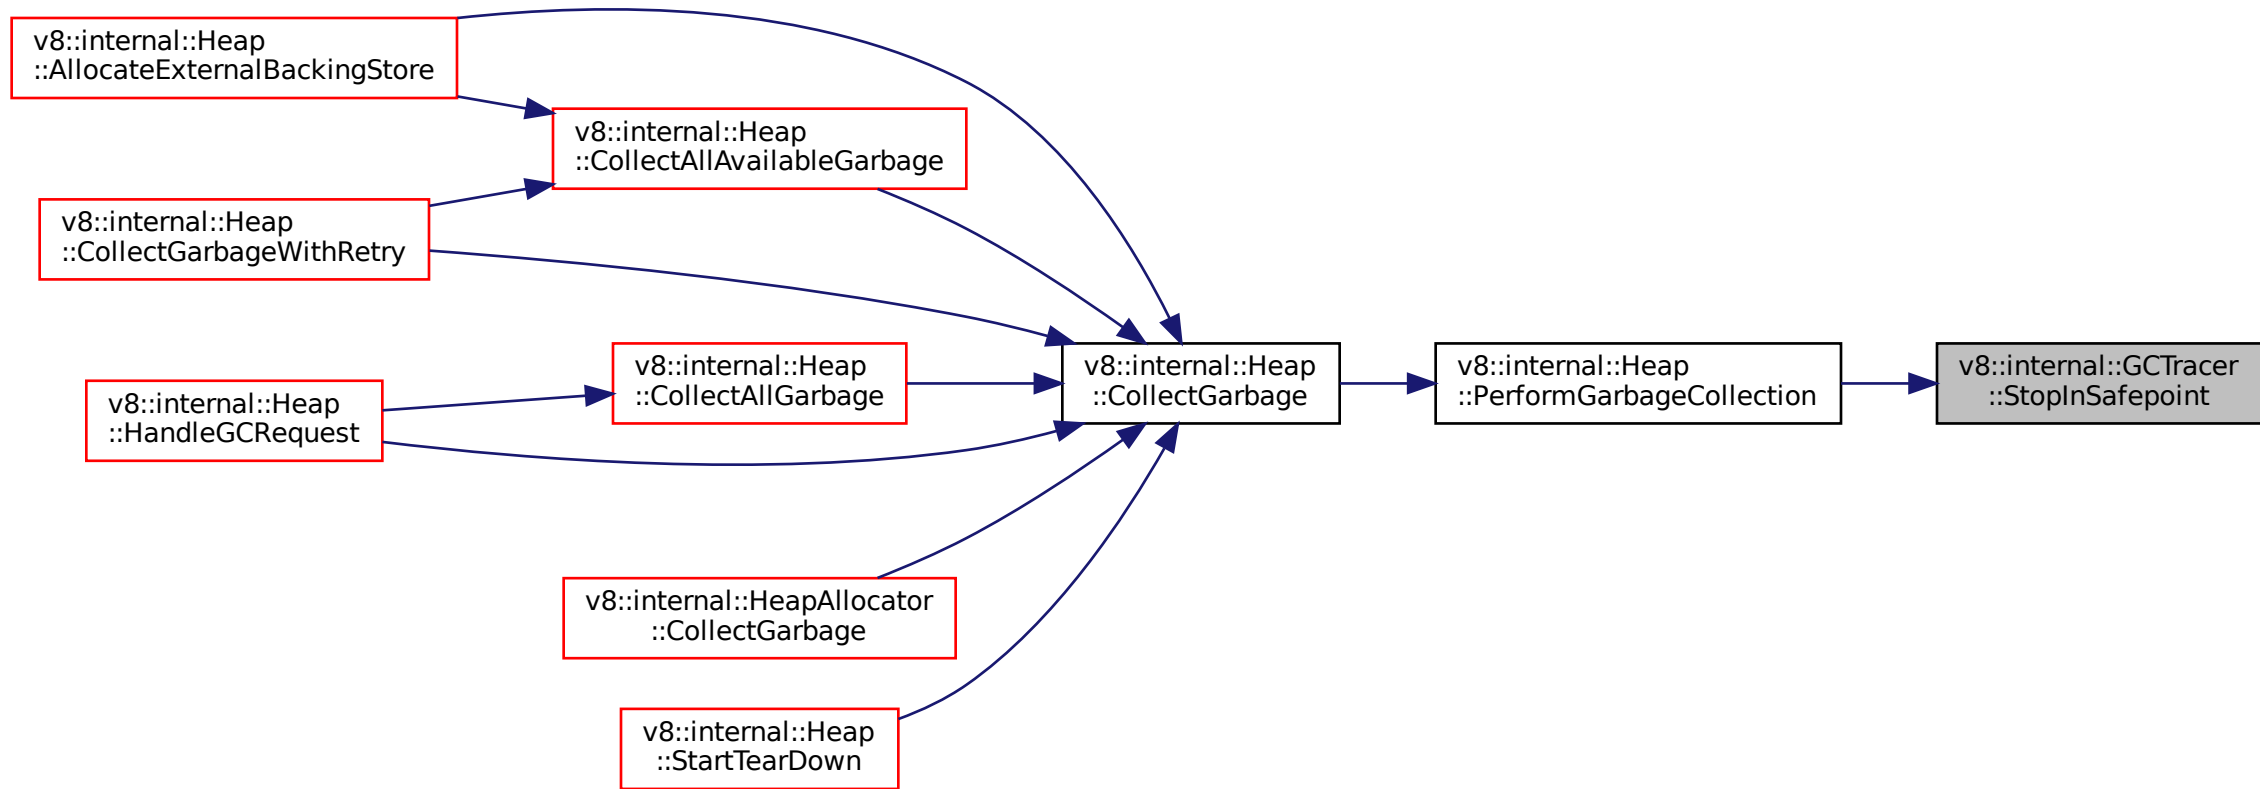 v8::internal::Heap
::AllocateExternalBackingStore
v8::internal::Heap
::CollectAllAvailableGarbage
v8::internal::Heap
::CollectGarbageWithRetry
v8::internal::Heap
::CollectAllGarbage
v8::internal::Heap
::HandleGCRequest
v8::internal::Heap
::CollectGarbage
v8::internal::Heap
::PerformGarbageCollection
v8::internal::GCTracer
::StopInSafepoint
v8::internal::HeapAllocator
::CollectGarbage
v8::internal::Heap
::StartTearDown